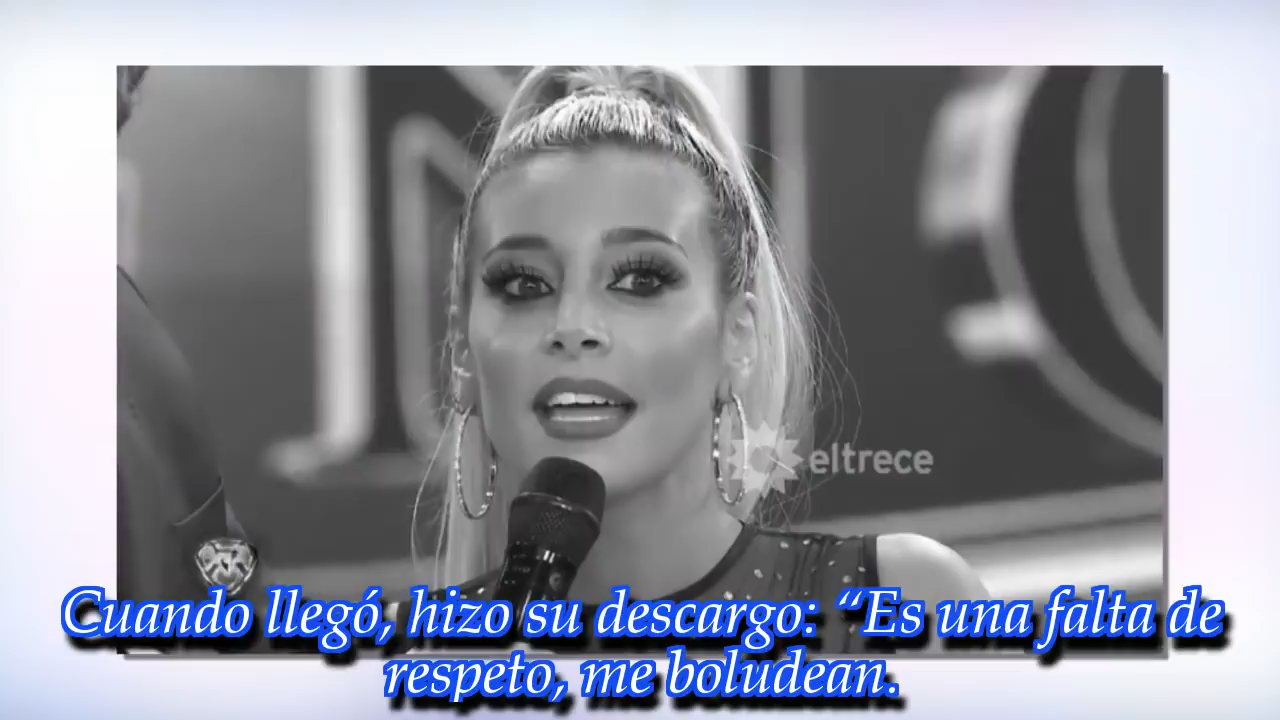 eltrece
Cuando llegó, hizo su descargo: “Es una falta de
respeto, me boludean.